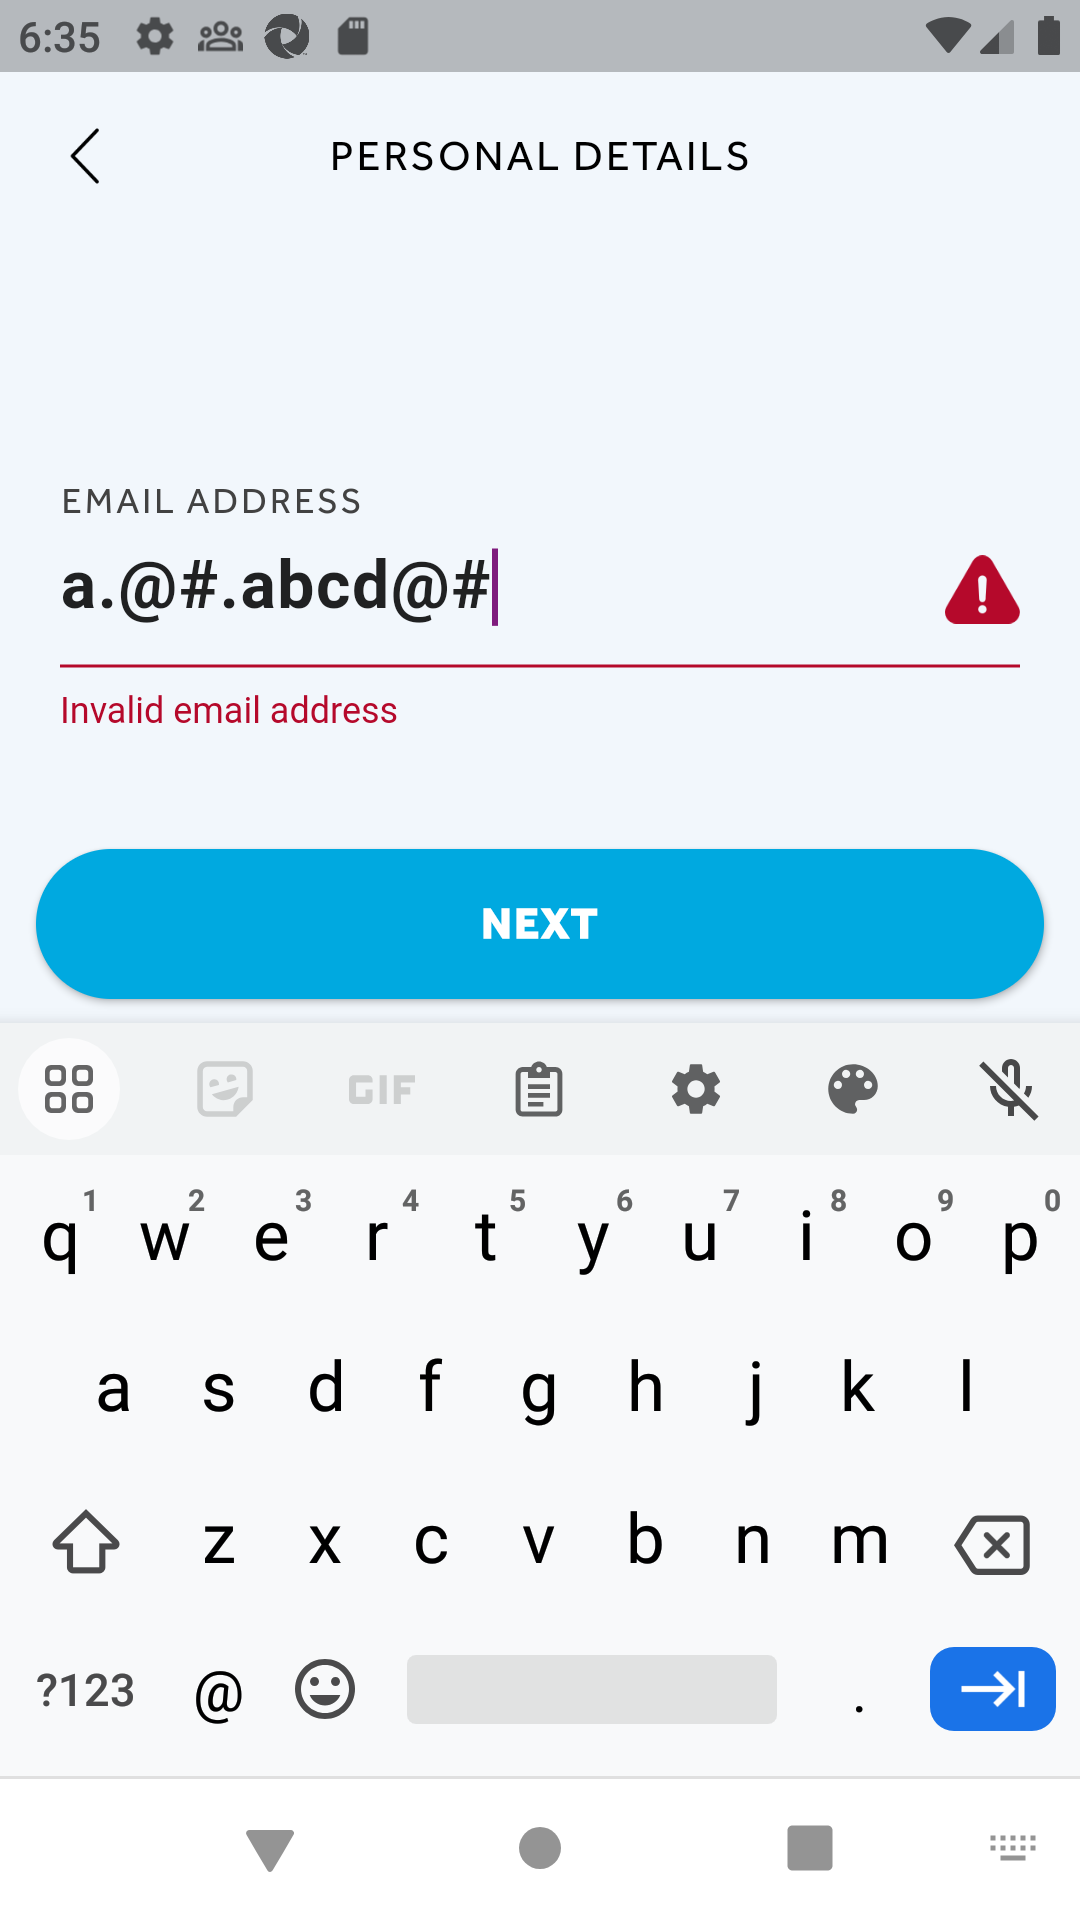 6:35
PERSONAL DETAILS
EMAIL ADDRESS
a.@#.abcd@#
Invalid email address
NEXT
GIF
1 2 3 4 5 6 7 8 9 0
q w e r t y u i o p
a s d f g h j k l
z x c v b n m
?123 @ .